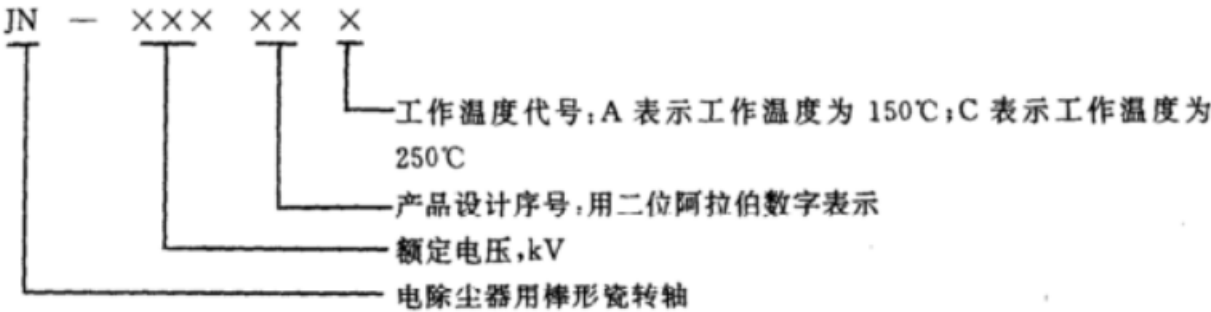 JN — ××× ×× ×
工作温度代号;A 表示工作温度为 150℃;C 表示工作温度为
250℃
产品设计序号,用二位阿拉伯数字表示
额定电压,kV
电除尘器用棒形瓷转轴